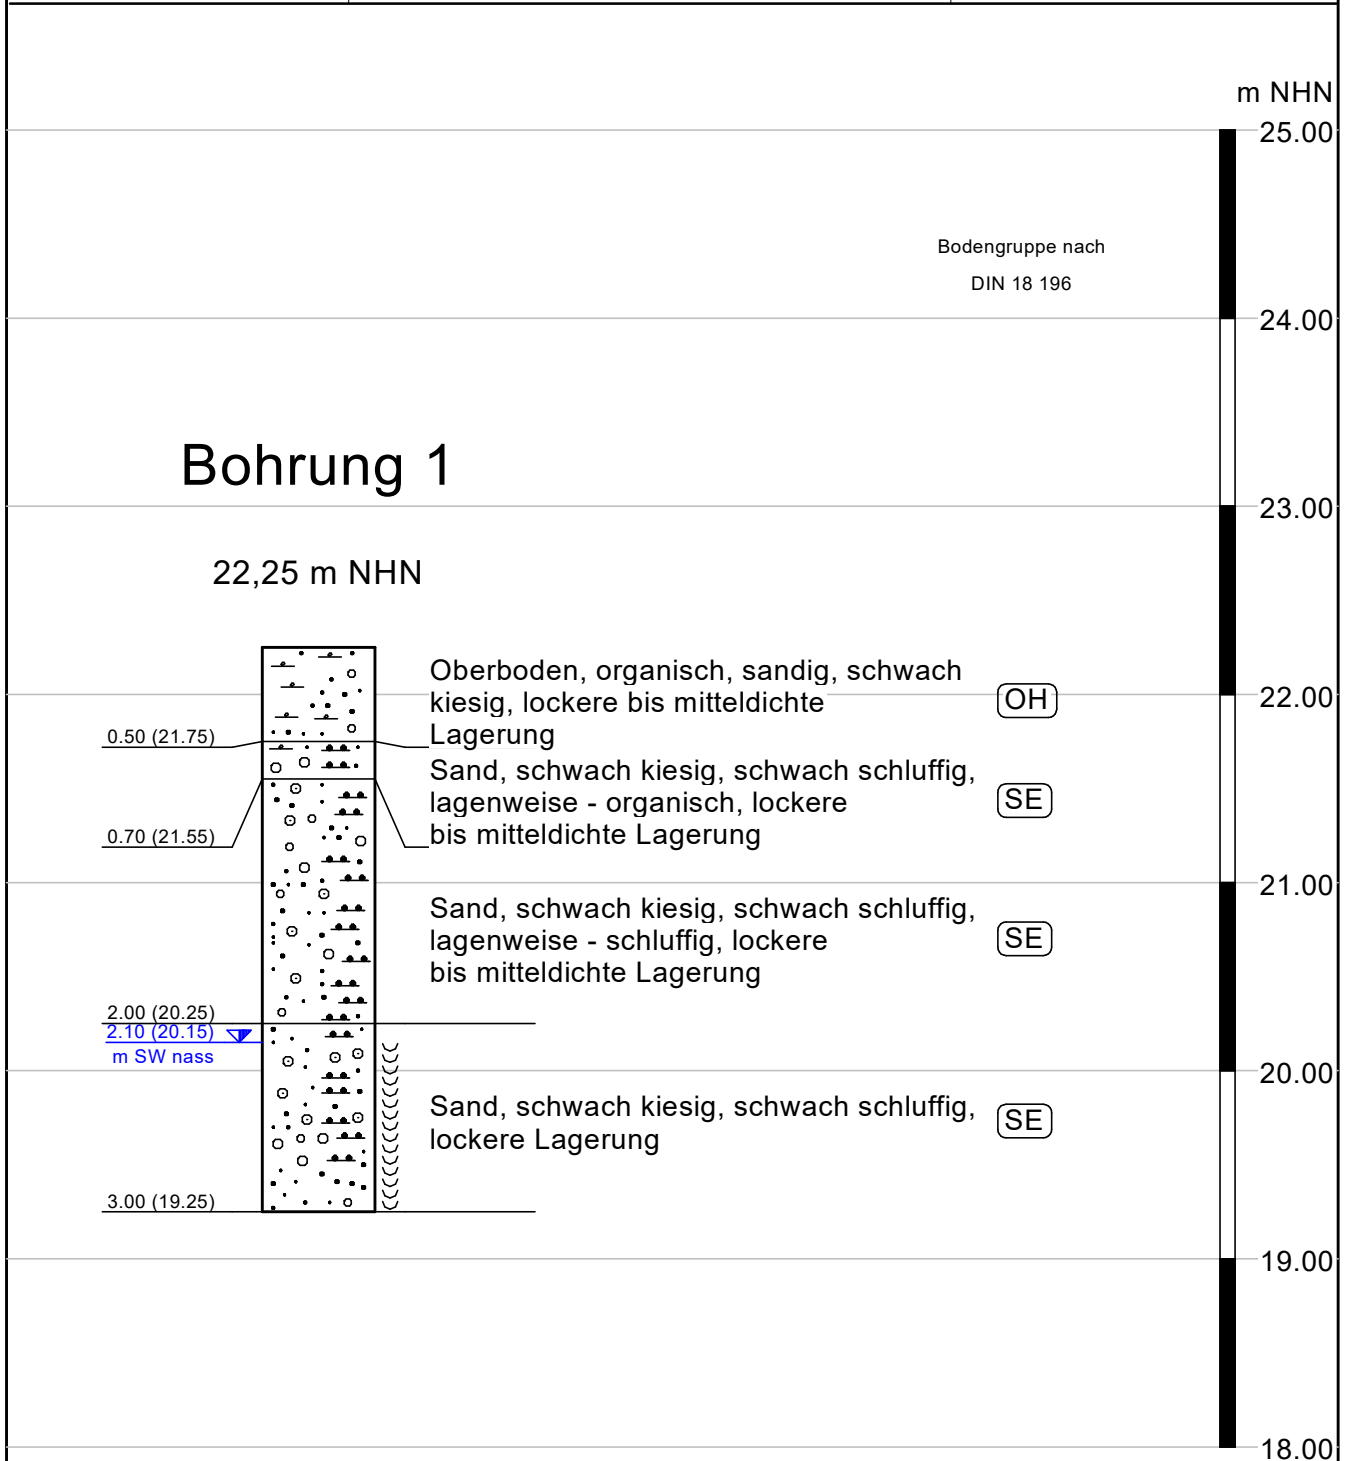 m NHN
25.00
Bodengruppe nach
DIN 18 196
24.00
Bohrung 1
23.00
22,25 m NHN
Oberboden, organisch, sandig, schwach
kiesig, lockere bis mitteldichte
Lagerung
OH
22.00
0.50 (21.75)
Sand, schwach kiesig, schwach schluffig,
lagenweise - organisch, lockere
bis mitteldichte Lagerung
SE
0.70 (21.55)
21.00
Sand, schwach kiesig, schwach schluffig,
lagenweise - schluffig, lockere
bis mitteldichte Lagerung
SE
2.00 (20.25)
2.10 (20.15)
m SW nass
20.00
Sand, schwach kiesig, schwach schluffig,
lockere Lagerung
SE
3.00 (19.25)
19.00
18.00